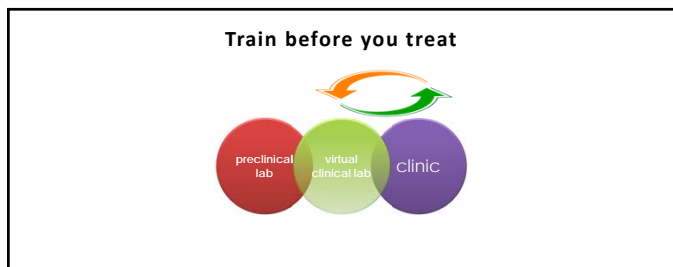 Train before you treat
preclinical
lab
virtual
clinical lab
clinic